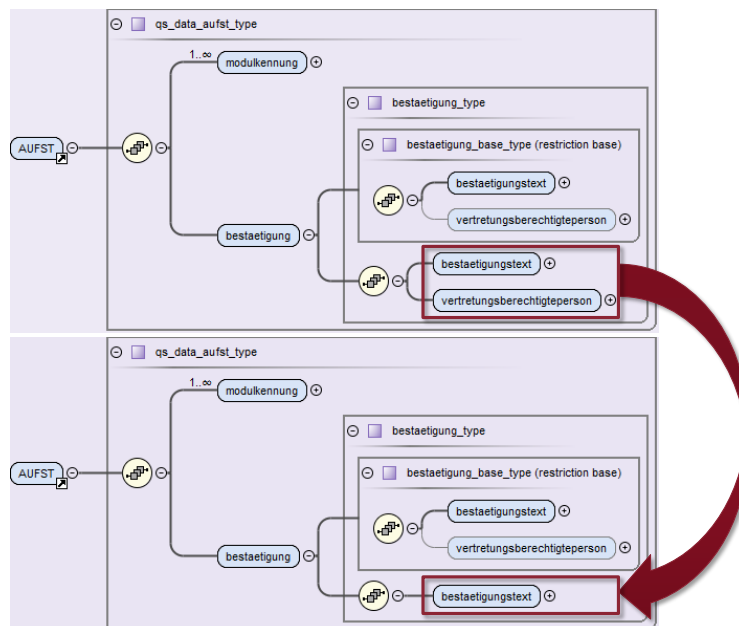 qs_data_aufst_type
1..∞
modulkennung
bestaetigung_type
bestaetigung_base_type (restriction base)
AUFST
bestaetigungstext
vertretungsberechtigteperson
bestaetigung
bestaetigungstext
vertretungsberechtigteperson
qs_data_aufst_type
1..∞
modulkennung
bestaetigung_type
AUFST
bestaetigung_base_type (restriction base)
bestaetigungstext
vertretungsberechtigteperson
bestaetigung
bestaetigungstext